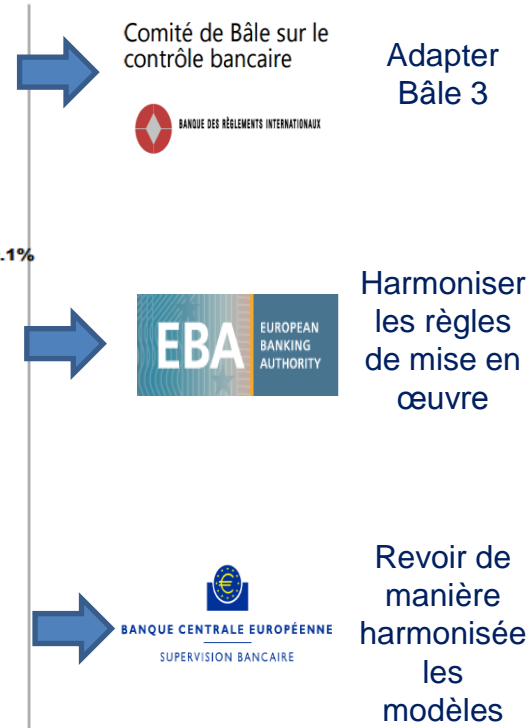 Comité de Bâle sur le
contrôle bancaire
BANQUE DES RÈGLEMENTS INTERNATIONAUX
Adapter
Bâle 3
.1%
EBA
EUROPEAN
BANKING
AUTHORITY
Harmoniser
les règles
de mise en
œuvre
BANQUE CENTRALE EUROPÉENNE
SUPERVISION BANCAIRE
Revoir de
manière
harmonisée
les
modèles